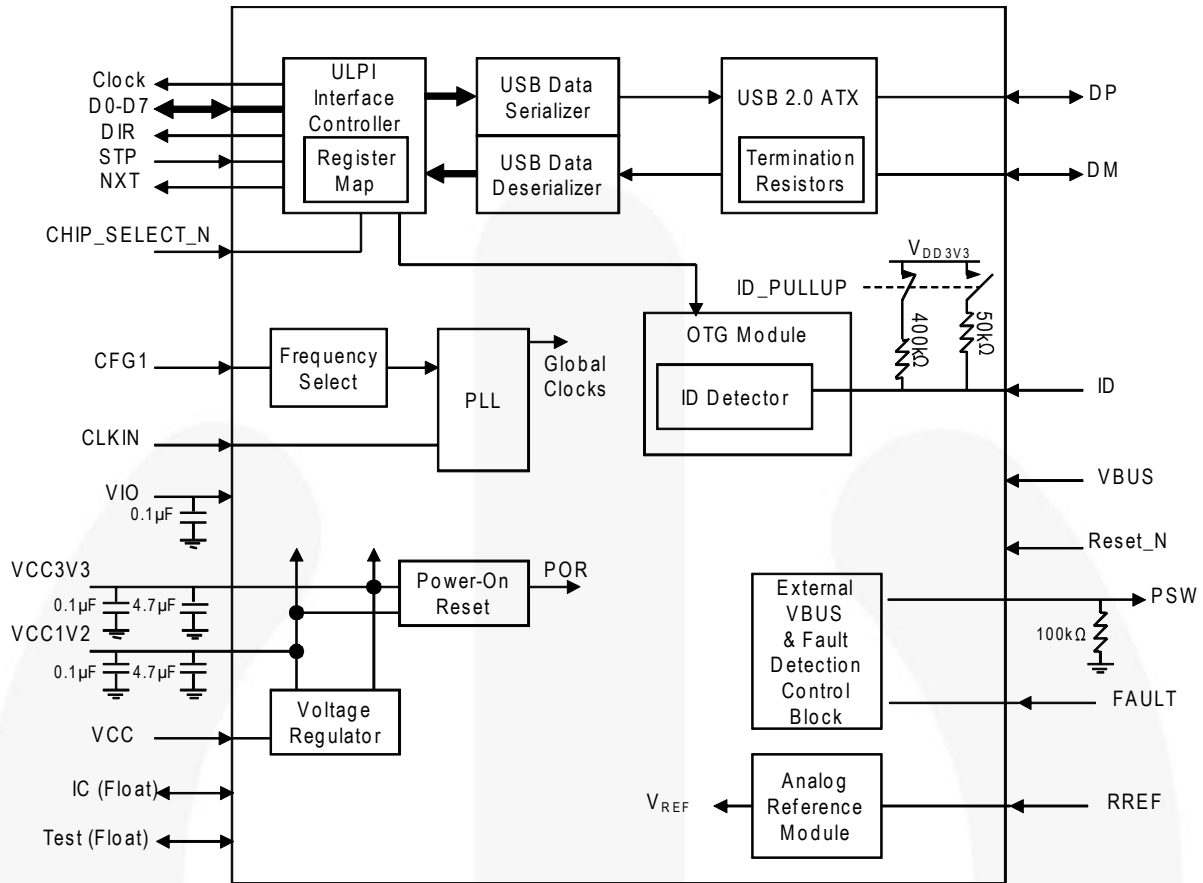 Clock
D0-D7
DIR
STP
NXT
CHIP_SELECT_N
CFG1
CLKIN
VIO
0.1µF
VCC3V3
0.1µF
4.7µF
VCC1V2
0.1µF
4.7µF
VCC
IC (Float)
Test (Float)
ULPI
Interface
Controller
Register
Map
USB Data
Serializer
USB Data
Deserializer
USB 2.0 ATX
Termination
Resistors
Frequency
Select
PLL
Global
Clocks
Power-On
Reset
POR
Voltage
Regulator
VDD3V3
ID_PULLUP
400kΩ
50kΩ
OTG Module
ID Detector
External
VBUS
& Fault
Detection
Control
Block
100kΩ
VREF
Analog
Reference
Module
DP
DM
ID
VBUS
Reset_N
PSW
FAULT
RREF